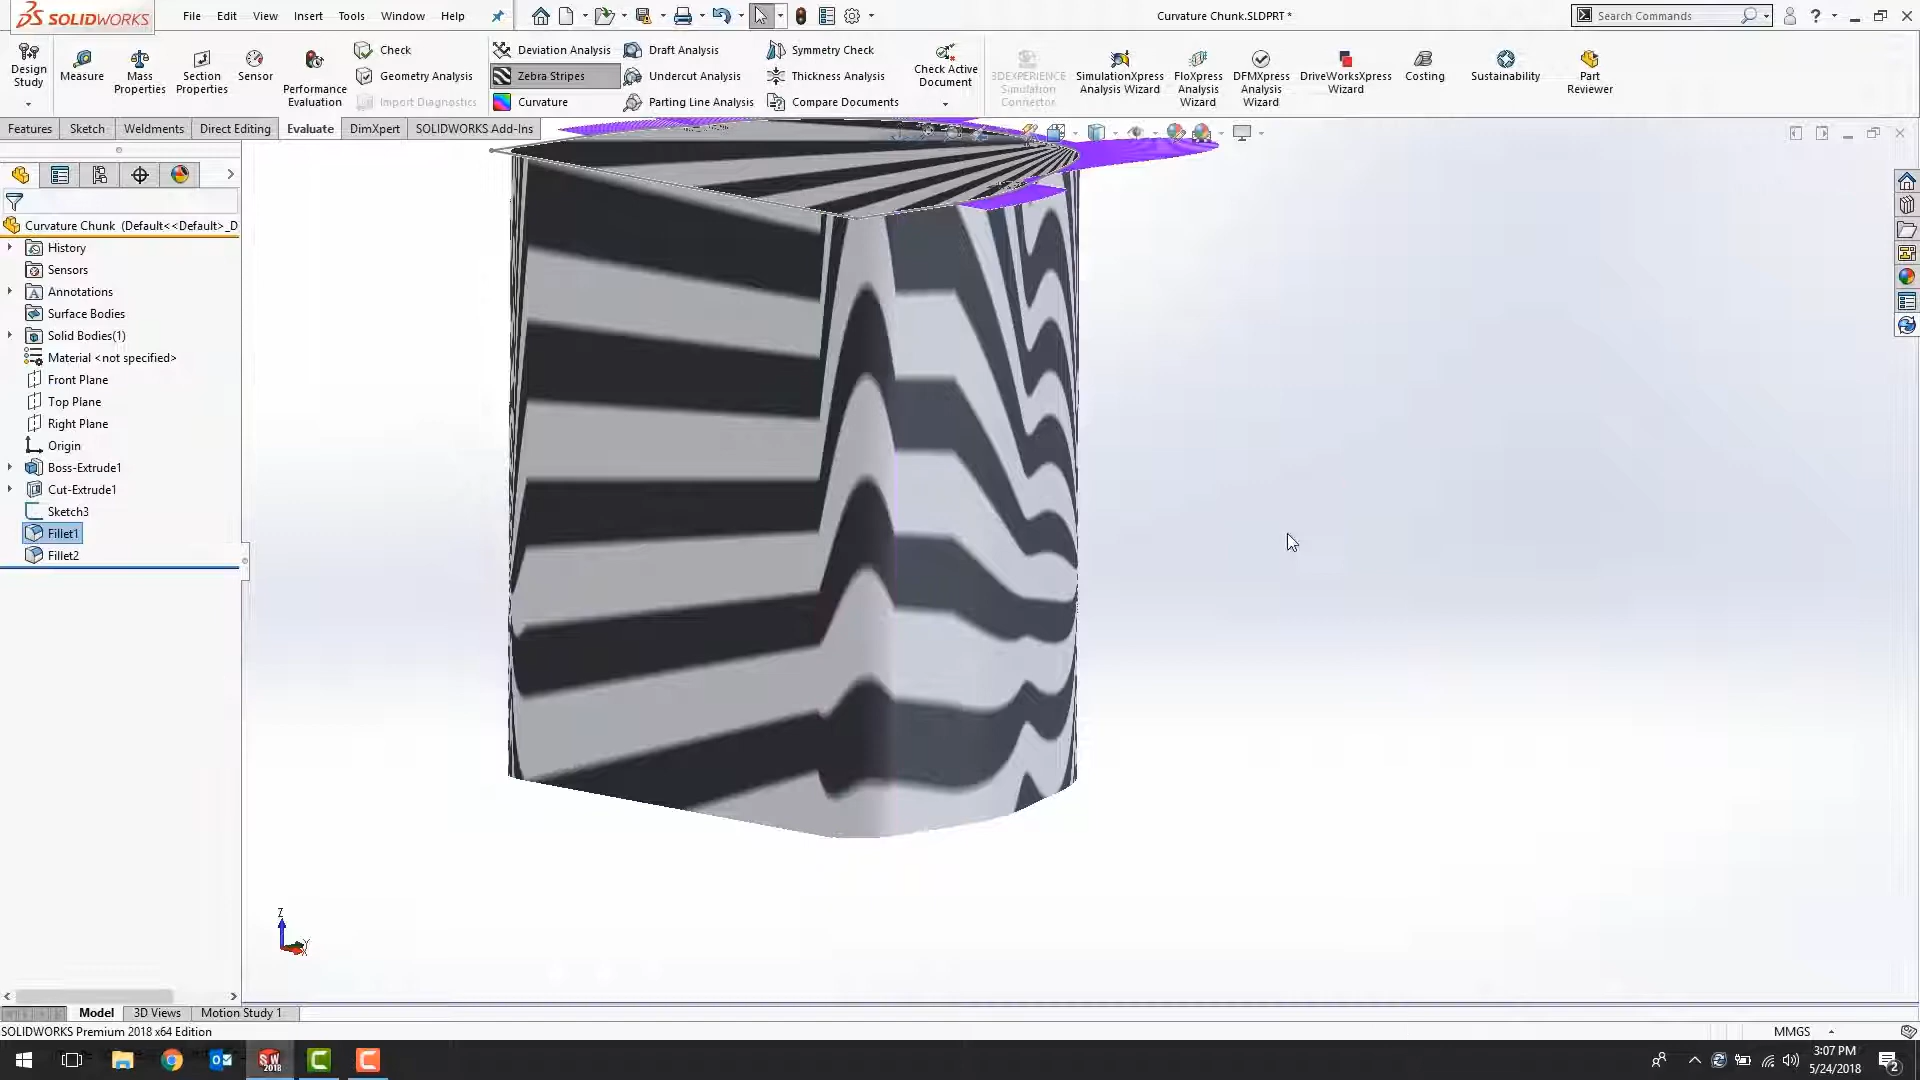 SOLIDWORKS File Edit View Insert Tools Window Help Curvature Chunk.SLDPRT * Search Commands
Design Study
Measure
Mass Properties
Section Properties
Sensor
Performance Evaluation
Check
Geometry Analysis
Import Diagnostics
Deviation Analysis
Zebra Stripes
Curvature
Draft Analysis
Undercut Analysis
Parting Line Analysis
Symmetry Check
Thickness Analysis
Compare Documents
Check Active Document
3DEXPERIENCE Simulation Connector
SimulationXpress Analysis Wizard
FloXpress Analysis Wizard
DFMXpress Analysis Wizard
DriveWorksXpress Wizard
Costing
Sustainability
Part Reviewer
Features Sketch Weldments Direct Editing Evaluate DimXpert SOLIDWORKS Add-Ins
Curvature Chunk (Default<<Default>_D
History
Sensors
Annotations
Surface Bodies
Solid Bodies(1)
Material <not specified>
Front Plane
Top Plane
Right Plane
Origin
Boss-Extrude1
Cut-Extrude1
Sketch3
Fillet1
Fillet2
Z
Y
X
Model 3D Views Motion Study 1
SOLIDWORKS Premium 2018 x64 Edition MMGS
3:07 PM
5/24/2018
SW
2018
2